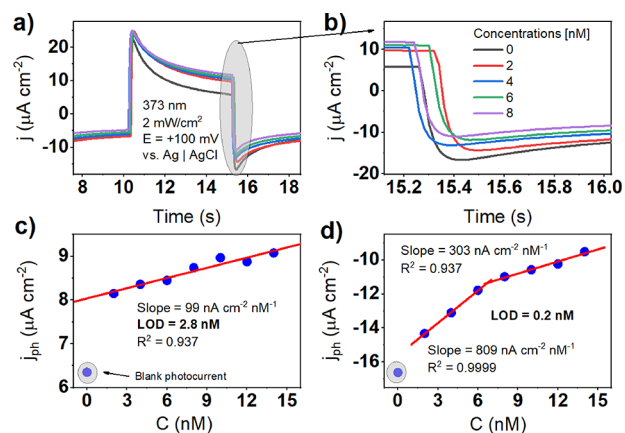 a)
j (µA cm⁻²)
20
10
0
-10
373 nm
2 mW/cm²
E = +100 mV
vs. Ag | AgCl
8 10 12 14 16 18
Time (s)
b)
j (µA cm⁻²)
20
10
0
-10
-20
Concentrations [nM]
0
2
4
6
8
15.2 15.4 15.6 15.8 16.0
Time (s)
c)
jph (µA cm⁻²)
9
8
7
6
Slope = 99 nA cm⁻² nM⁻¹
LOD = 2.8 nM
R² = 0.937
Blank photocurrent
0 3 6 9 12 15
C (nM)
d)
jph (µA cm⁻²)
-10
-12
-14
-16
Slope = 303 nA cm⁻² nM⁻¹
R² = 0.937
LOD = 0.2 nM
Slope = 809 nA cm⁻² nM⁻¹
R² = 0.9999
0 3 6 9 12 15
C (nM)